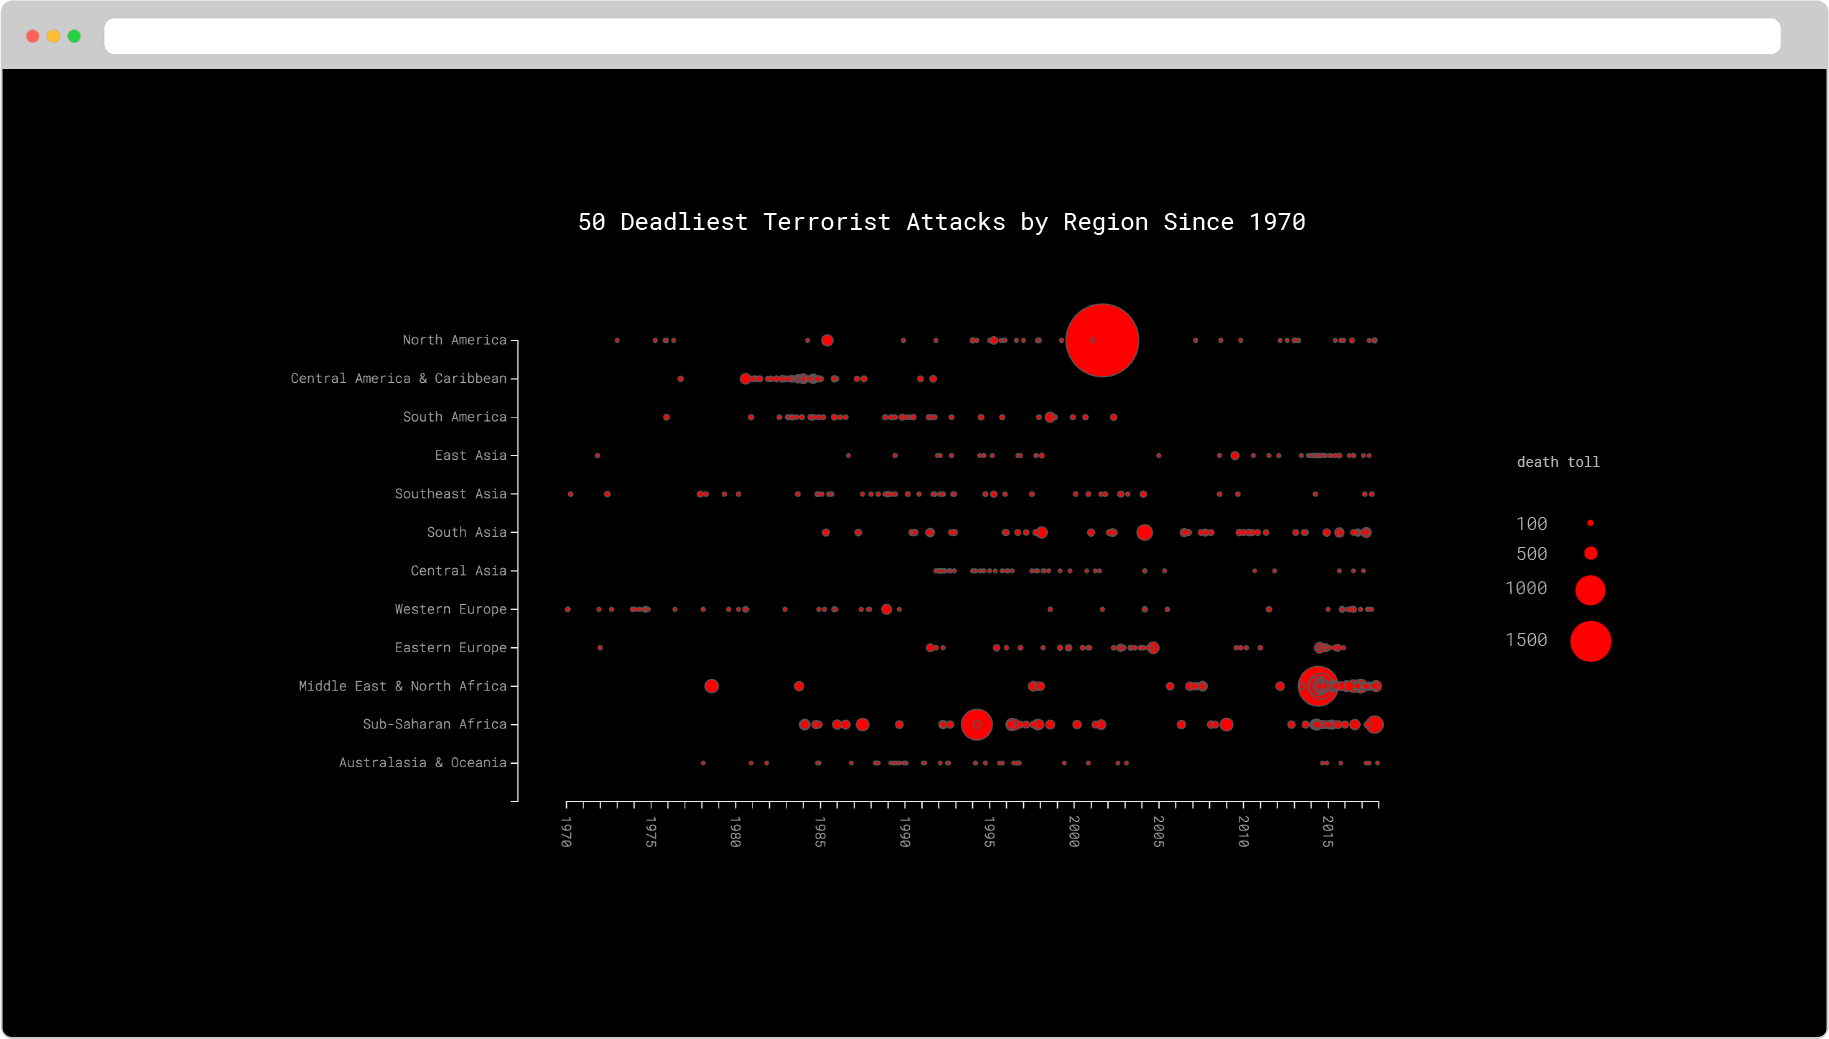 50 Deadliest Terrorist Attacks by Region Since 1970
North America
Central America & Caribbean
South America
East Asia
Southeast Asia
South Asia
Central Asia
Western Europe
Eastern Europe
Middle East & North Africa
Sub-Saharan Africa
Australasia & Oceania
1970
1975
1980
1985
1990
1995
2000
2005
2010
2015
death toll
100
500
1000
1500